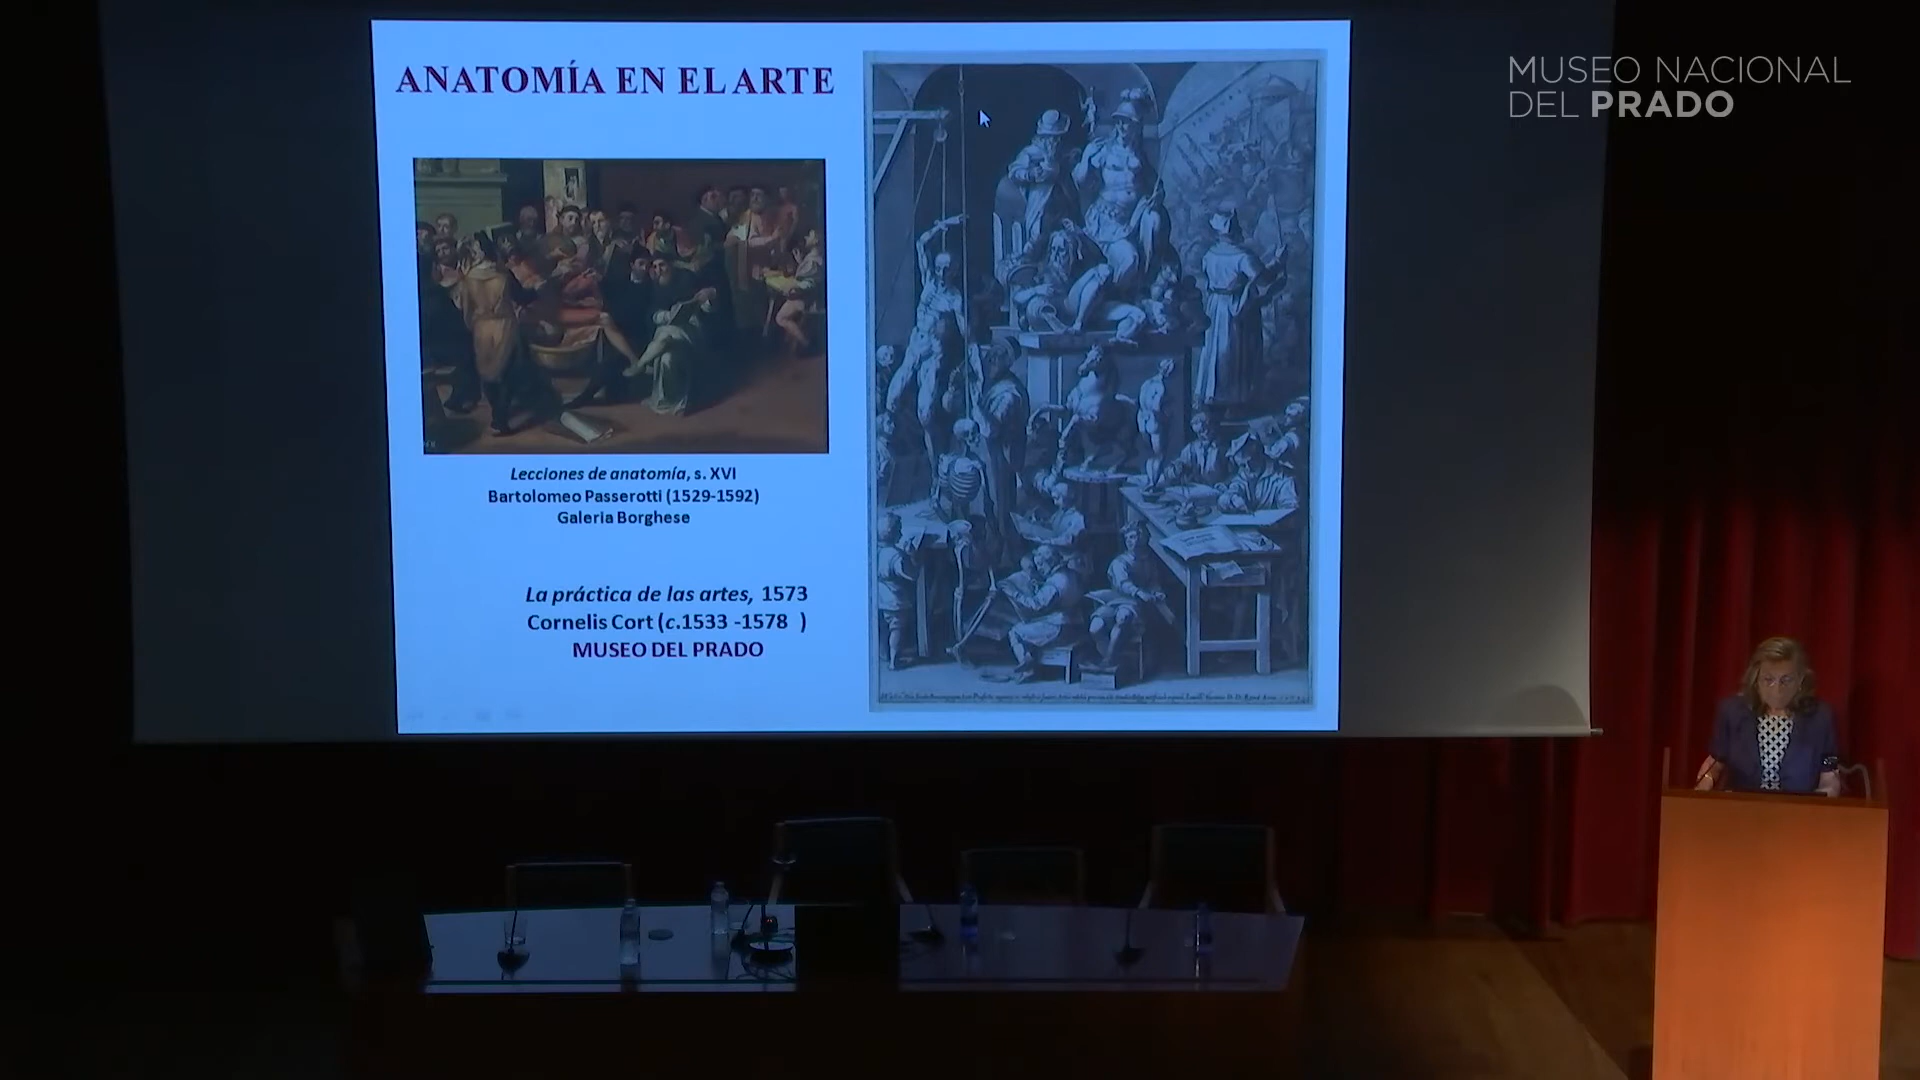 ANATOMÍA EN EL ARTE
Lecciones de anatomía, s. XVI
Bartolomeo Passerotti (1529-1592)
Galeria Borghese
La práctica de las artes, 1573
Cornelis Cort (c.1533 -1578 )
MUSEO DEL PRADO
MUSEO NACIONAL
DEL PRADO